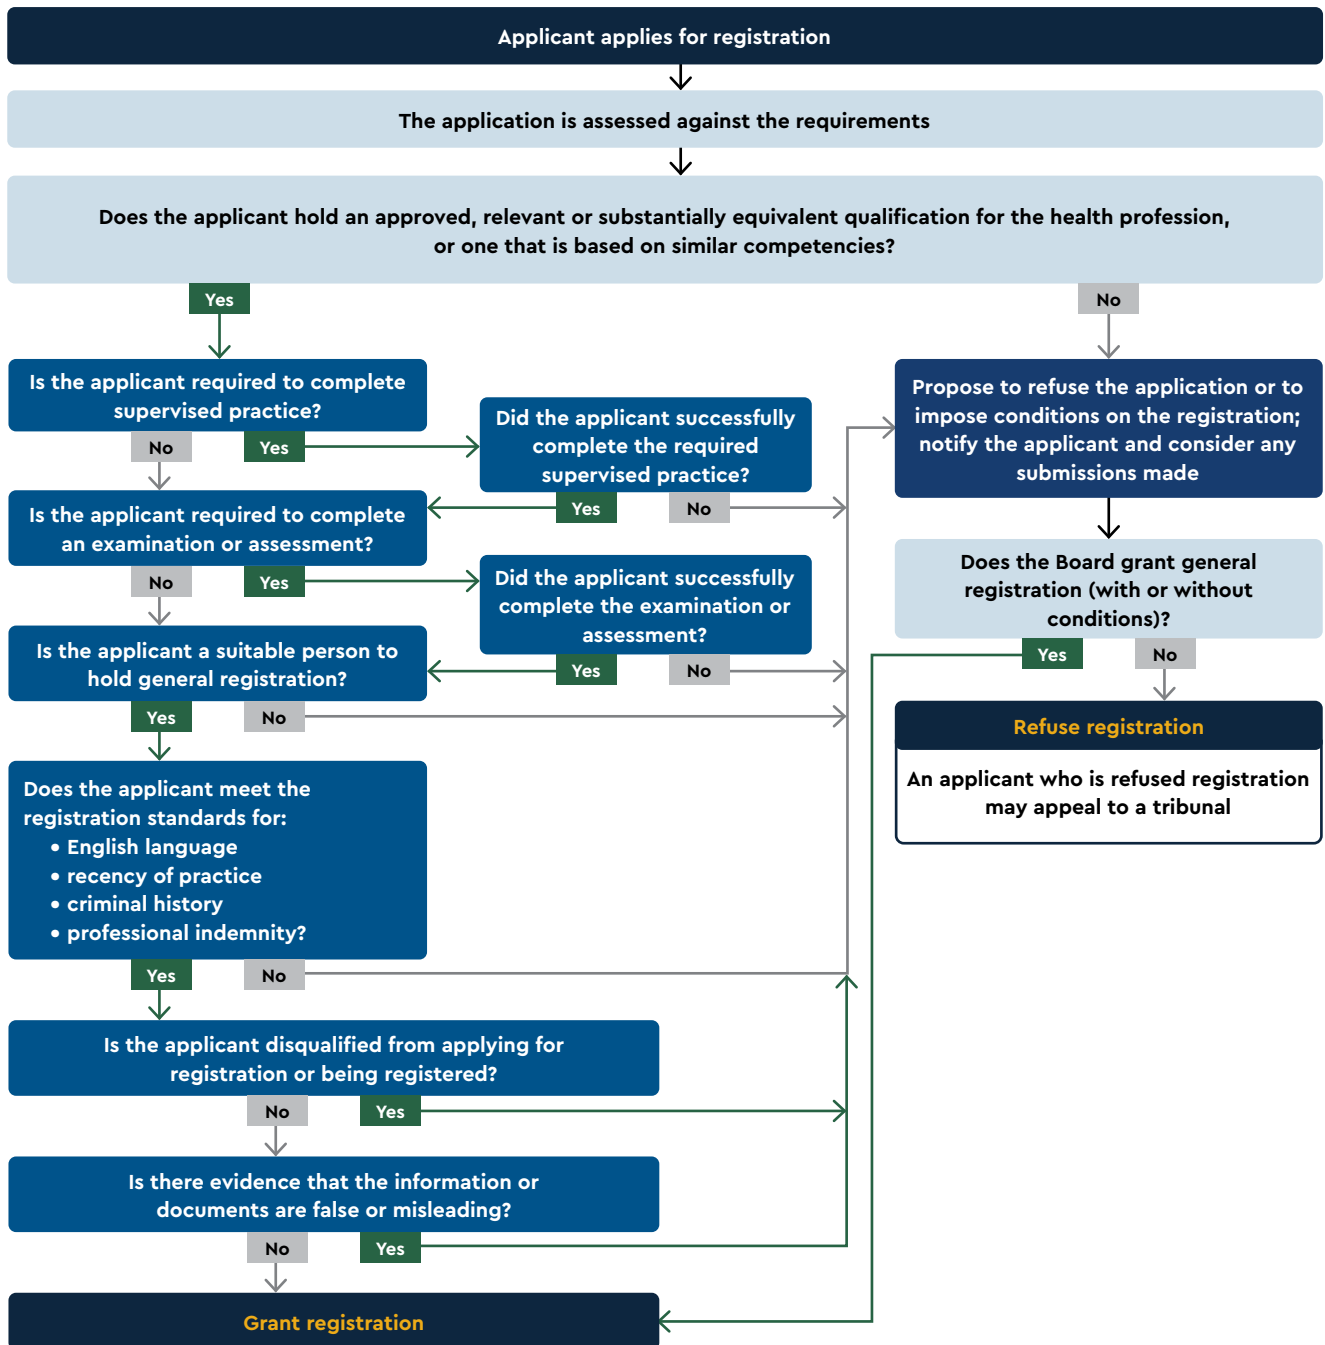 Applicant applies for registration
The application is assessed against the requirements
Does the applicant hold an approved, relevant or substantially equivalent qualification for the health profession,
or one that is based on similar competencies?
Yes
No
Is the applicant required to complete
supervised practice?
No
Yes
Did the applicant successfully
complete the required
supervised practice?
Yes
No
Is the applicant required to complete
an examination or assessment?
No
Yes
Did the applicant successfully
complete the examination or
assessment?
Yes
No
Is the applicant a suitable person to
hold general registration?
Yes
No
Does the applicant meet the
registration standards for:
• English language
• recency of practice
• criminal history
• professional indemnity?
Yes
No
Is the applicant disqualified from applying for
registration or being registered?
No
Yes
Is there evidence that the information or
documents are false or misleading?
No
Yes
Grant registration
Propose to refuse the application or to
impose conditions on the registration;
notify the applicant and consider any
submissions made
Does the Board grant general
registration (with or without
conditions)?
Yes
No
Refuse registration
An applicant who is refused registration
may appeal to a tribunal